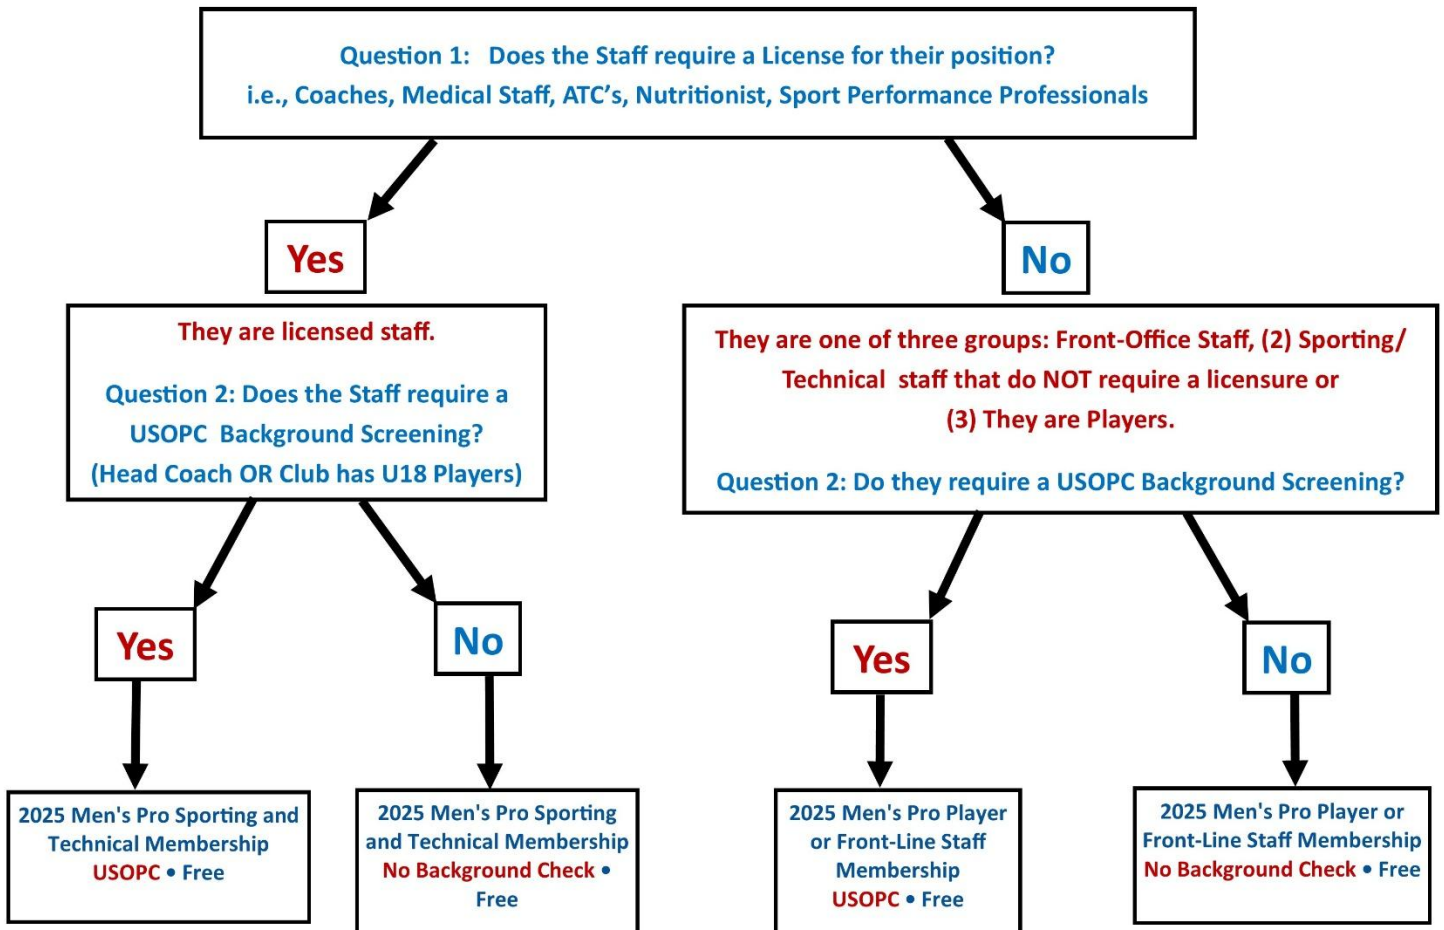 Question 1:   Does the Staff require a License for their position?
i.e., Coaches, Medical Staff, ATC’s, Nutritionist, Sport Performance Professionals
Yes
No
They are licensed staff.
Question 2: Does the Staff require a
USOPC  Background Screening?
(Head Coach OR Club has U18 Players)
They are one of three groups: Front-Office Staff, (2) Sporting/
Technical  staff that do NOT require a licensure or
(3) They are Players.
Question 2: Do they require a USOPC Background Screening?
Yes
No
Yes
No
2025 Men's Pro Sporting and
Technical Membership
USOPC • Free
2025 Men's Pro Sporting
and Technical Membership
No Background Check •
Free
2025 Men's Pro Player
or Front-Line Staff
Membership
USOPC • Free
2025 Men's Pro Player or
Front-Line Staff Membership
No Background Check • Free